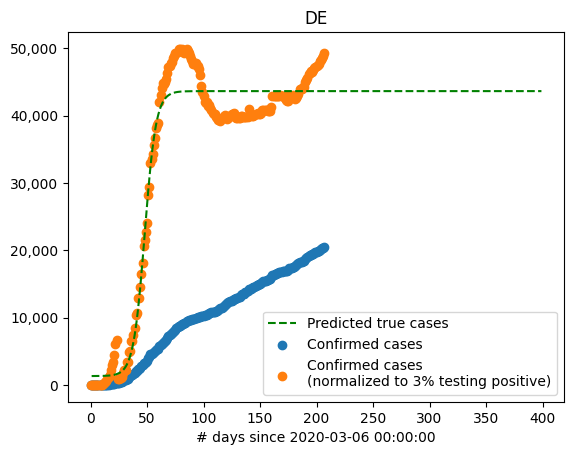 DE
50,000
40,000
30,000
20,000
10,000
0
Predicted true cases
Confirmed cases
Confirmed cases
(normalized to 3% testing positive)
0 50 100 150 200 250 300 350 400
# days since 2020-03-06 00:00:00